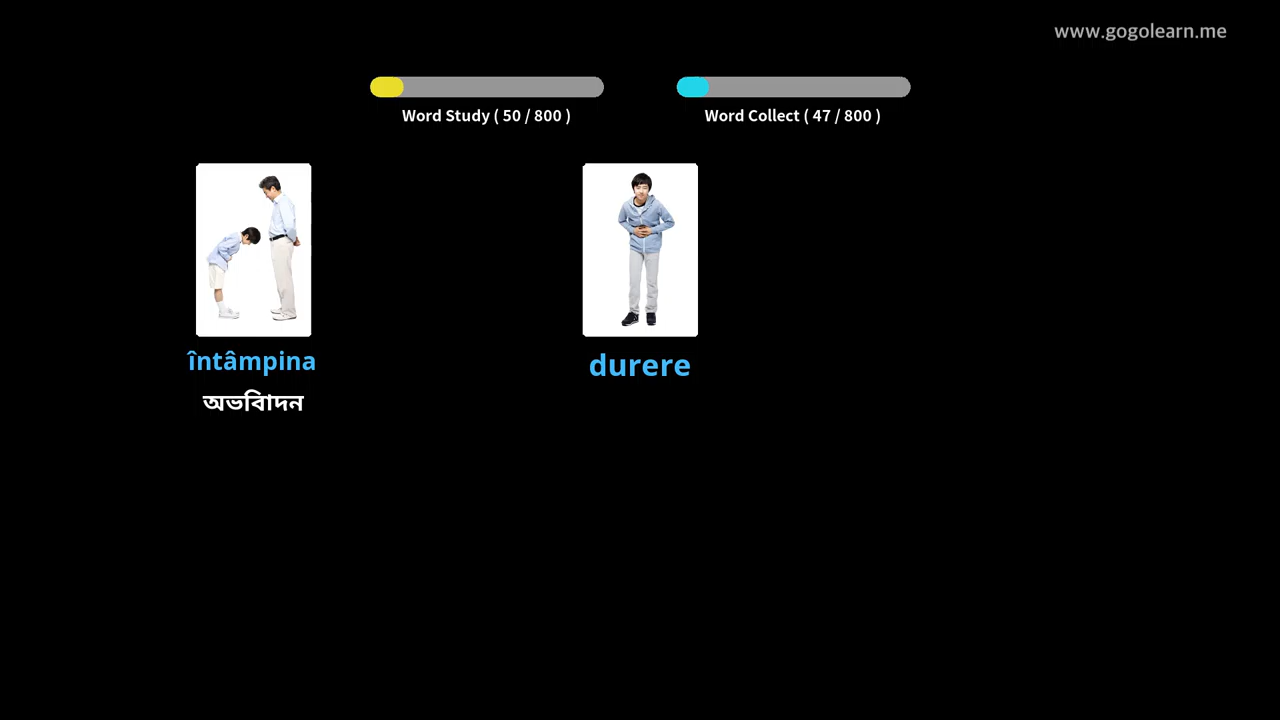 www.gogolearn.me
Word Study ( 50 / 800 )
Word Collect ( 47 / 800 )
întâmpina
durere
অভিবাদন